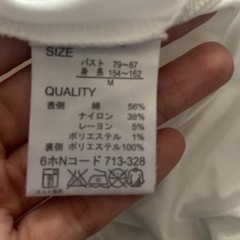 SIZE
バスト 79~87
身長 154~162
M
QUALITY
表側 綿 56%
ナイロン 38%
レーヨン 5%
ポリエステル 1%
裏側 ポリエステル100%
6ホNコード 713-328